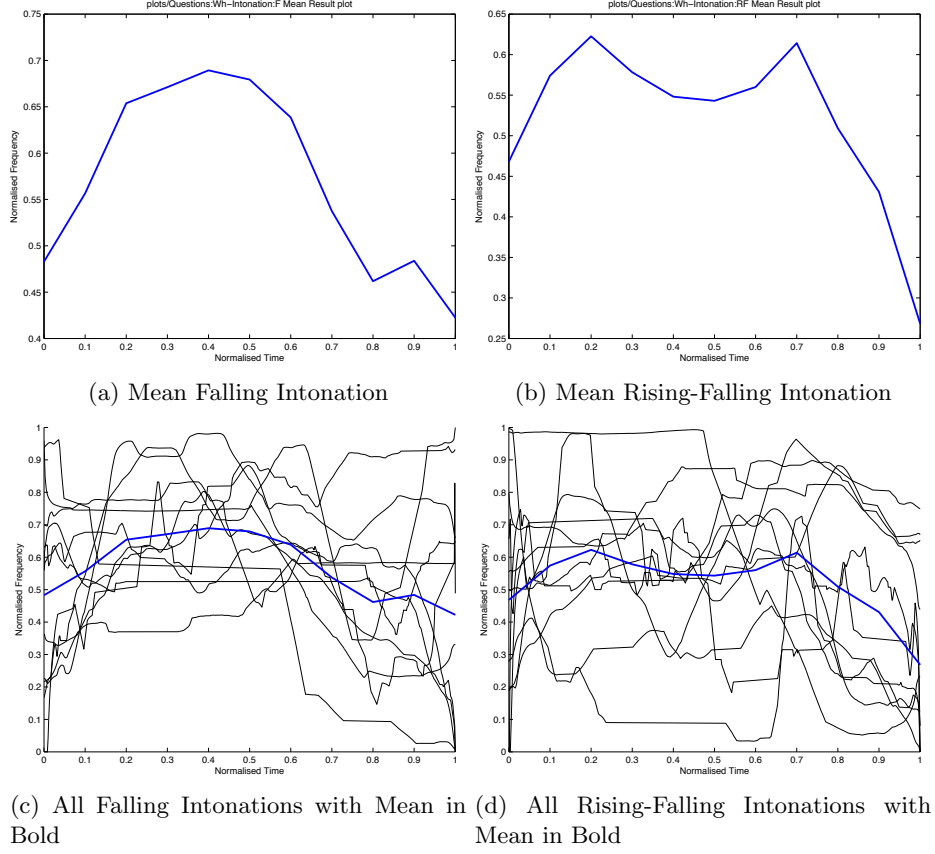 plots/Questions:Wh-Intonation:F Mean Result plot
0.75
0.7
0.65
0.6
0.55
0.5
0.45
0.4
Normalised Frequency
0 0.1 0.2 0.3 0.4 0.5 0.6 0.7 0.8 0.9 1
Normalised Time
(a) Mean Falling Intonation
plots/Questions:Wh-Intonation:RF Mean Result plot
0.65
0.6
0.55
0.5
0.45
0.4
0.35
0.3
0.25
Normalised Frequency
0 0.1 0.2 0.3 0.4 0.5 0.6 0.7 0.8 0.9 1
Normalised Time
(b) Mean Rising-Falling Intonation
1
0.9
0.8
0.7
0.6
0.5
0.4
0.3
0.2
0.1
0
Normalised Frequency
0 0.1 0.2 0.3 0.4 0.5 0.6 0.7 0.8 0.9 1
Normalised Time
(c) All Falling Intonations with Mean in
Bold
1
0.9
0.8
0.7
0.6
0.5
0.4
0.3
0.2
0.1
0
Normalised Frequency
0 0.1 0.2 0.3 0.4 0.5 0.6 0.7 0.8 0.9 1
Normalised Time
(d) All Rising-Falling Intonations with
Mean in Bold